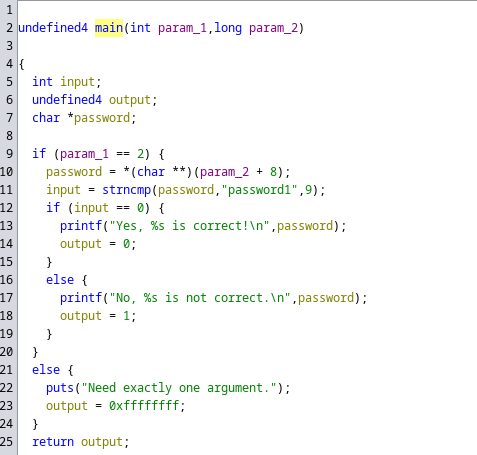 1
2 undefined4 main(int param_1,long param_2)
3
4 {
5   int input;
6   undefined4 output;
7   char *password;
8
9   if (param_1 == 2) {
10     password = *(char **)(param_2 + 8);
11     input = strncmp(password,"password1",9);
12     if (input == 0) {
13       printf("Yes, %s is correct!\n",password);
14       output = 0;
15     }
16     else {
17       printf("No, %s is not correct.\n",password);
18       output = 1;
19     }
20   }
21   else {
22     puts("Need exactly one argument.");
23     output = 0xffffffff;
24   }
25   return output;